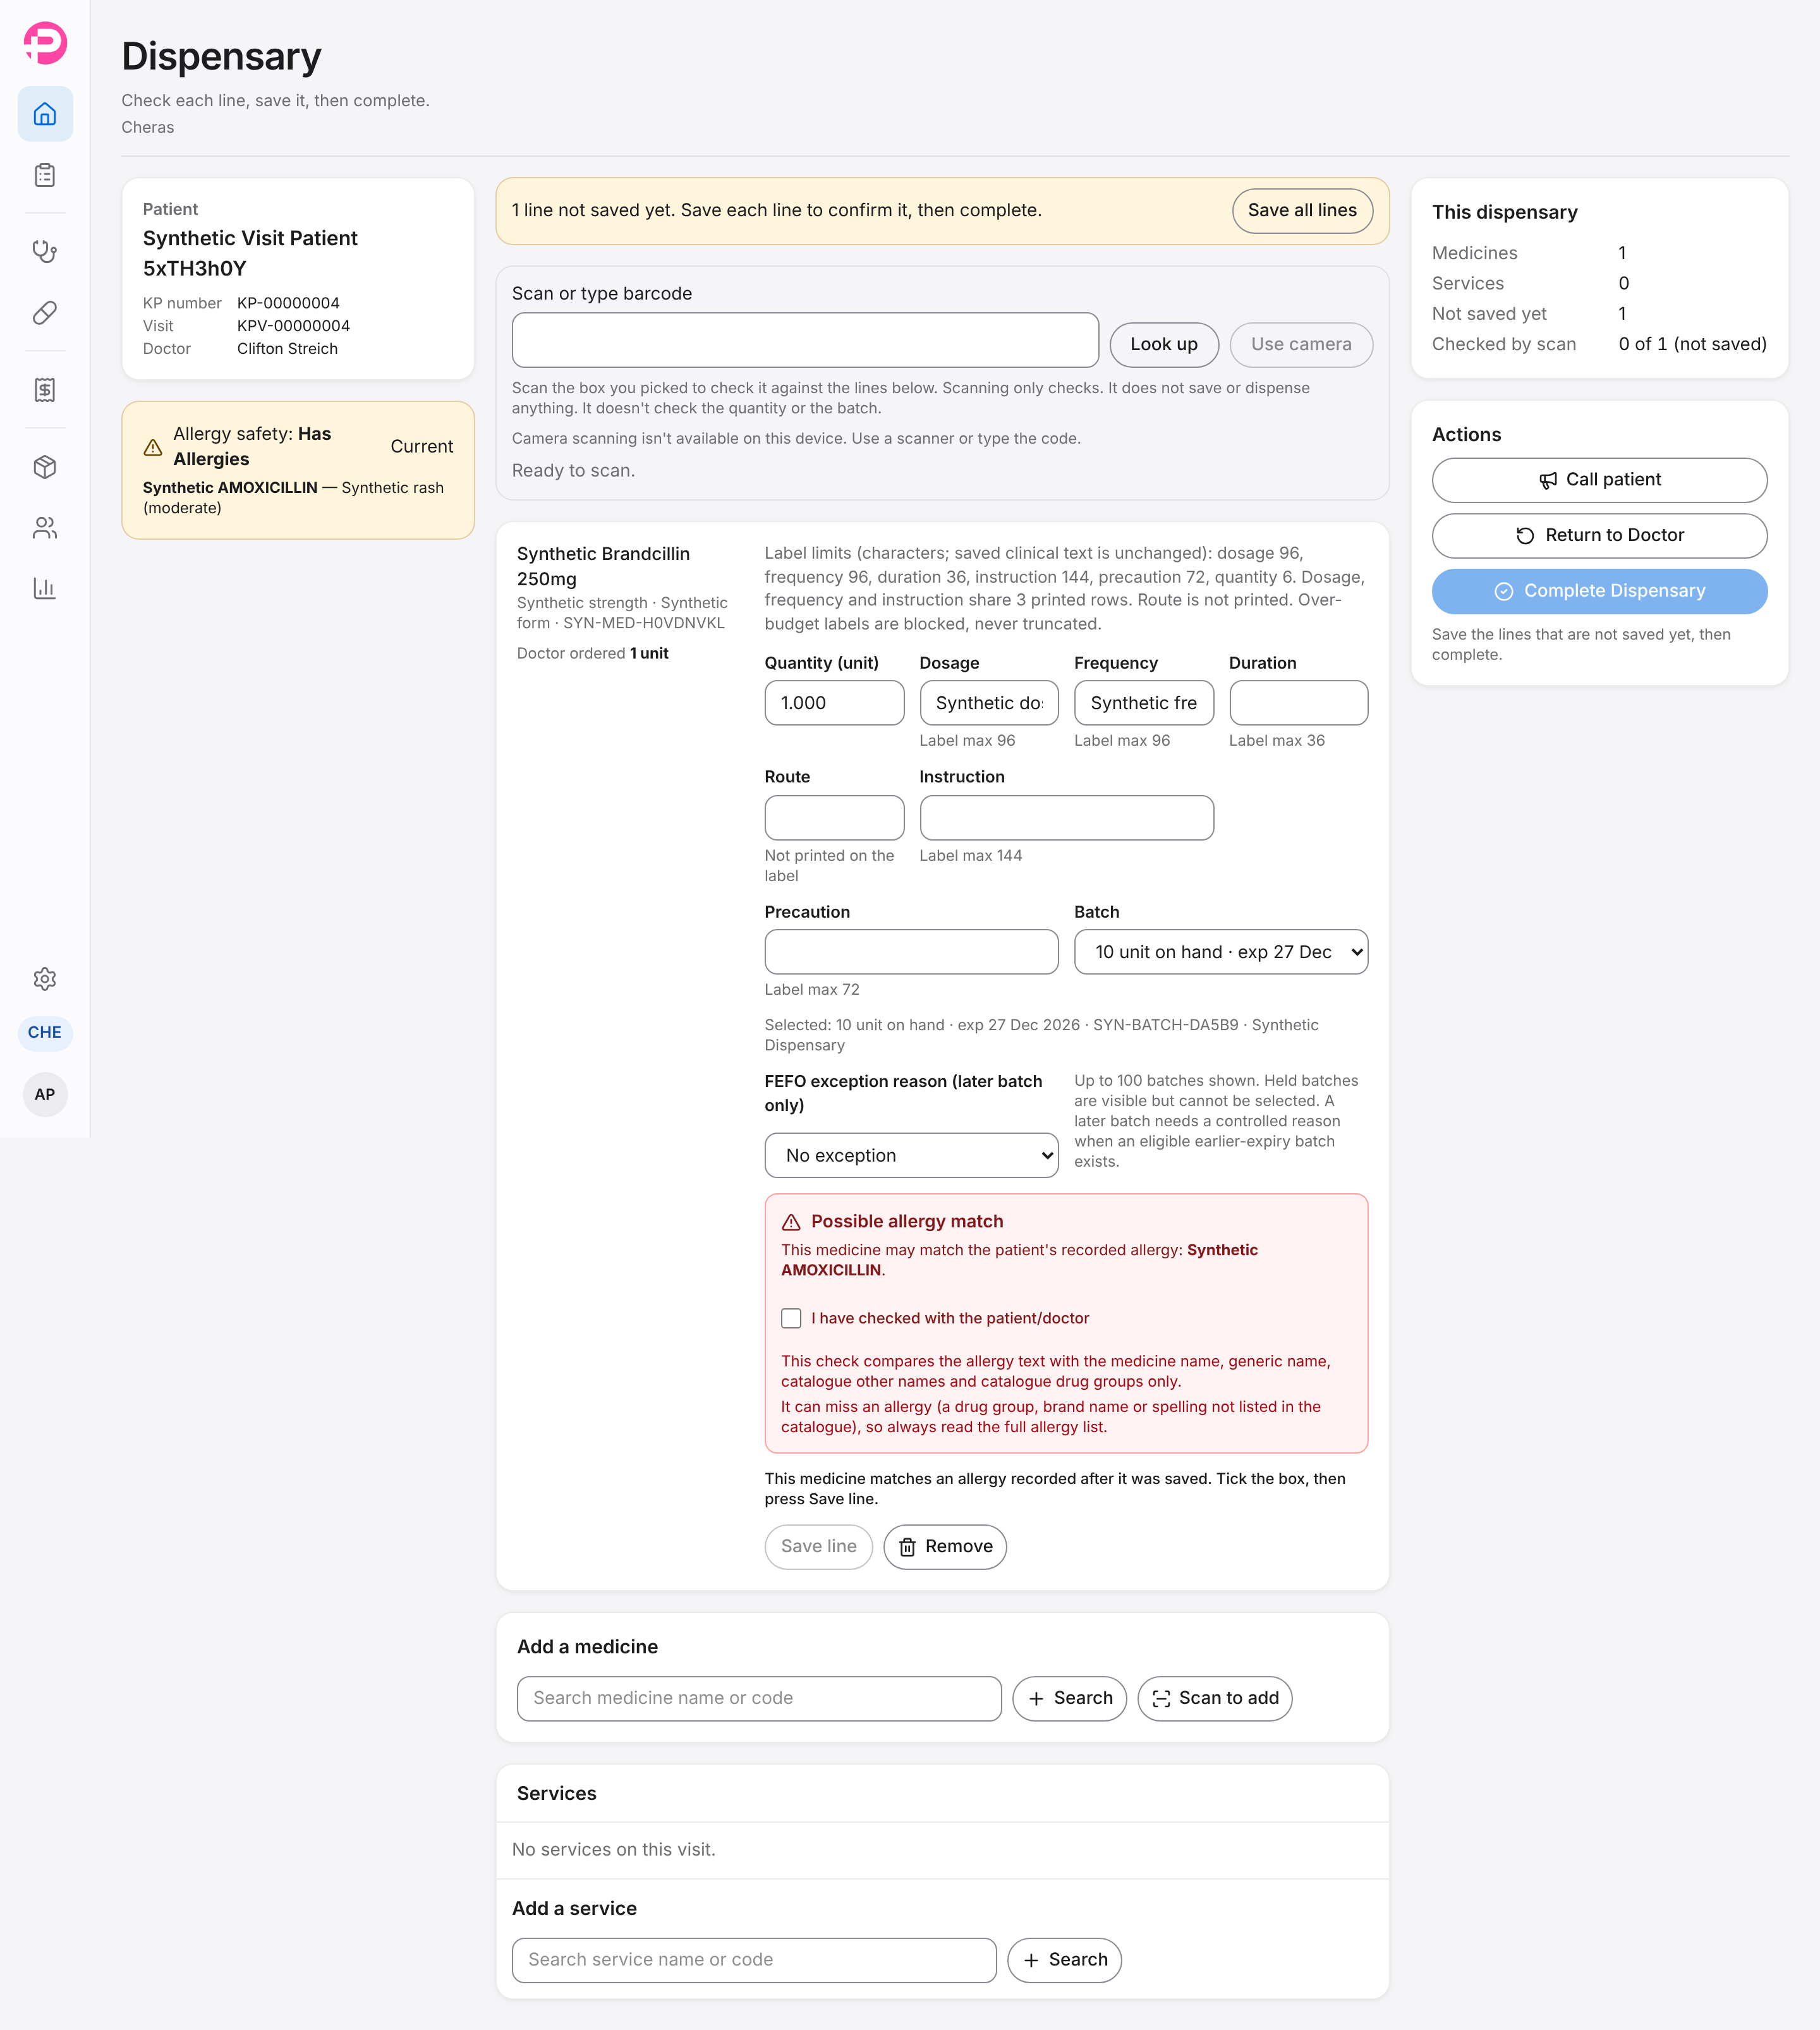 Dispensary
Check each line, save it, then complete.
Cheras
Patient
Synthetic Visit Patient
5xTH3h0Y
KP number KP-00000004
Visit KPV-00000004
Doctor Clifton Streich
Allergy safety: Has
Allergies
Current
Synthetic AMOXICILLIN — Synthetic rash
(moderate)
1 line not saved yet. Save each line to confirm it, then complete.
Save all lines
Scan or type barcode
Look up
Use camera
Scan the box you picked to check it against the lines below. Scanning only checks. It does not save or dispense
anything. It doesn't check the quantity or the batch.
Camera scanning isn't available on this device. Use a scanner or type the code.
Ready to scan.
Synthetic Brandcillin
250mg
Synthetic strength · Synthetic
form · SYN-MED-H0VDNVKL
Doctor ordered 1 unit
Label limits (characters; saved clinical text is unchanged): dosage 96,
frequency 96, duration 36, instruction 144, precaution 72, quantity 6. Dosage,
frequency and instruction share 3 printed rows. Route is not printed. Over-
budget labels are blocked, never truncated.
Quantity (unit) Dosage Frequency Duration
1.000 Synthetic do Synthetic fre
Label max 96 Label max 96 Label max 36
Route Instruction
Not printed on the
label
Label max 144
Precaution Batch
10 unit on hand · exp 27 Dec
Label max 72
Selected: 10 unit on hand · exp 27 Dec 2026 · SYN-BATCH-DA5B9 · Synthetic
Dispensary
FEFO exception reason (later batch
only)
No exception
Up to 100 batches shown. Held batches
are visible but cannot be selected. A
later batch needs a controlled reason
when an eligible earlier-expiry batch
exists.
Possible allergy match
This medicine may match the patient's recorded allergy: Synthetic
AMOXICILLIN.
I have checked with the patient/doctor
This check compares the allergy text with the medicine name, generic name,
catalogue other names and catalogue drug groups only.
It can miss an allergy (a drug group, brand name or spelling not listed in the
catalogue), so always read the full allergy list.
This medicine matches an allergy recorded after it was saved. Tick the box, then
press Save line.
Save line
Remove
Add a medicine
Search medicine name or code
Search
Scan to add
Services
No services on this visit.
Add a service
Search service name or code
Search
This dispensary
Medicines 1
Services 0
Not saved yet 1
Checked by scan 0 of 1 (not saved)
Actions
Call patient
Return to Doctor
Complete Dispensary
Save the lines that are not saved yet, then
complete.
CHE
AP